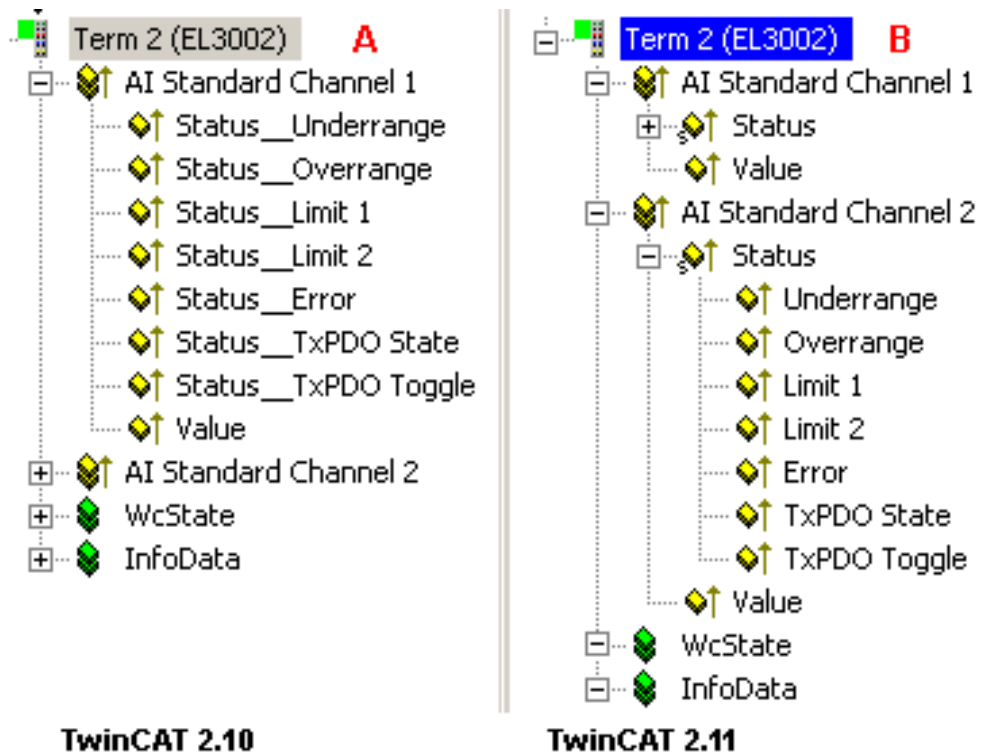 Term 2 (EL3002) A
AI Standard Channel 1
Status__Underrange
Status__Overrange
Status__Limit 1
Status__Limit 2
Status__Error
Status__TxPDO State
Status__TxPDO Toggle
Value
AI Standard Channel 2
WcState
InfoData
TwinCAT 2.10
Term 2 (EL3002) B
AI Standard Channel 1
Status
Value
AI Standard Channel 2
Status
Underrange
Overrange
Limit 1
Limit 2
Error
TxPDO State
TxPDO Toggle
Value
WcState
InfoData
TwinCAT 2.11